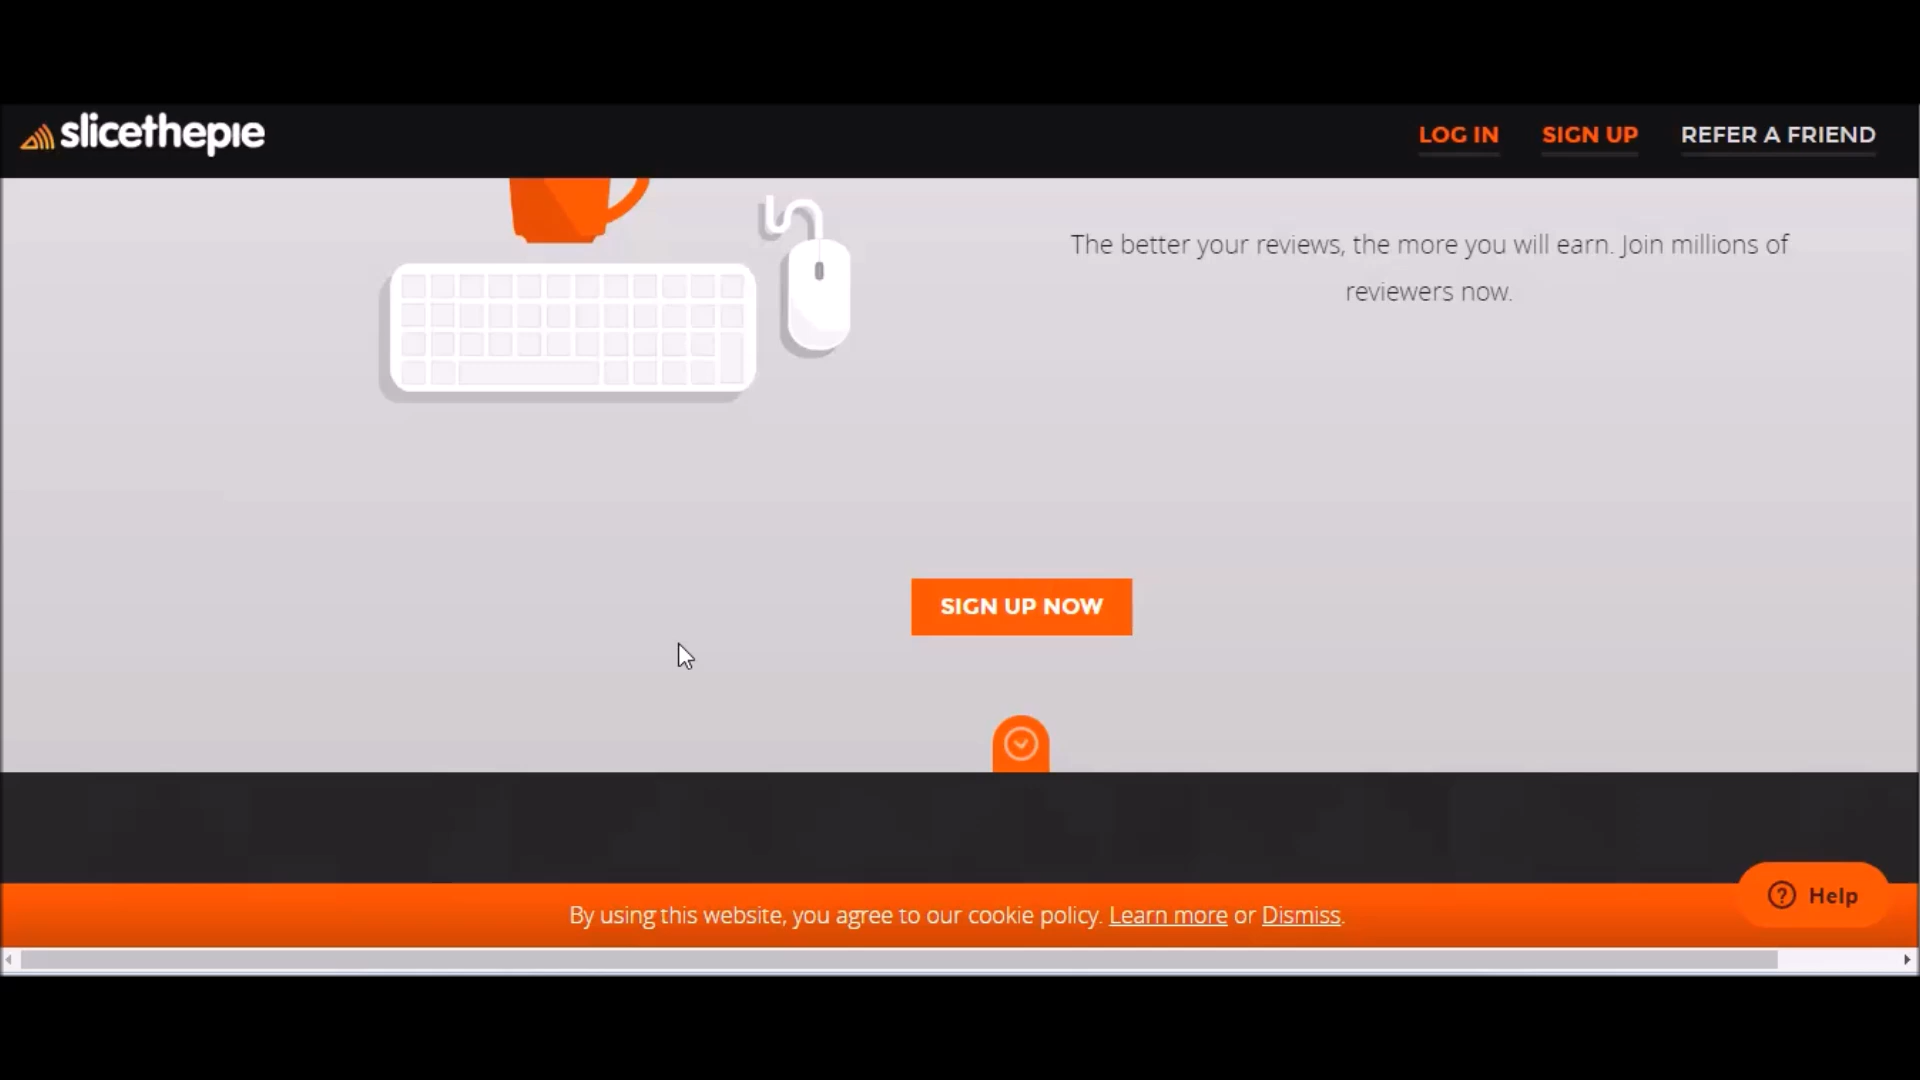 slicethepie
LOG IN
SIGN UP
REFER A FRIEND
The better your reviews, the more you will earn. Join millions of
reviewers now.
SIGN UP NOW
Help
By using this website, you agree to our cookie policy. Learn more or Dismiss.